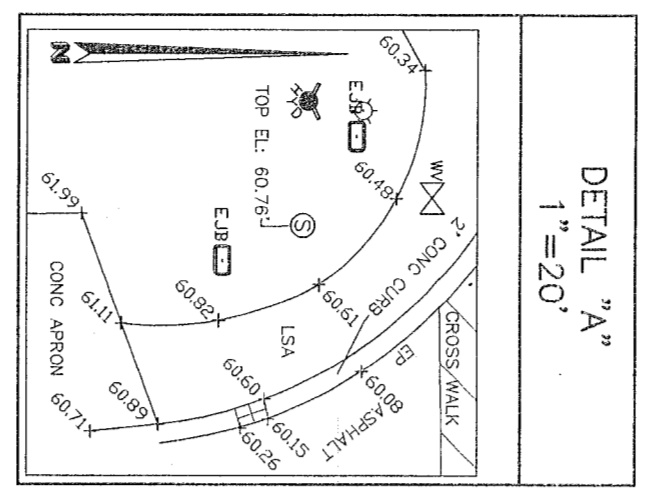 DETAIL "A"
1"=20'
N
60.34
EJB
HYD
TOP EL: 60.76'
S
60.48
WV
2' CONC CURB
CROSS WALK
61.99
EJB
60.61
EP
60.82
LSA
60.08
ASPHALT
CONC APRON
61.11
60.60
60.89
60.15
60.71
60.26